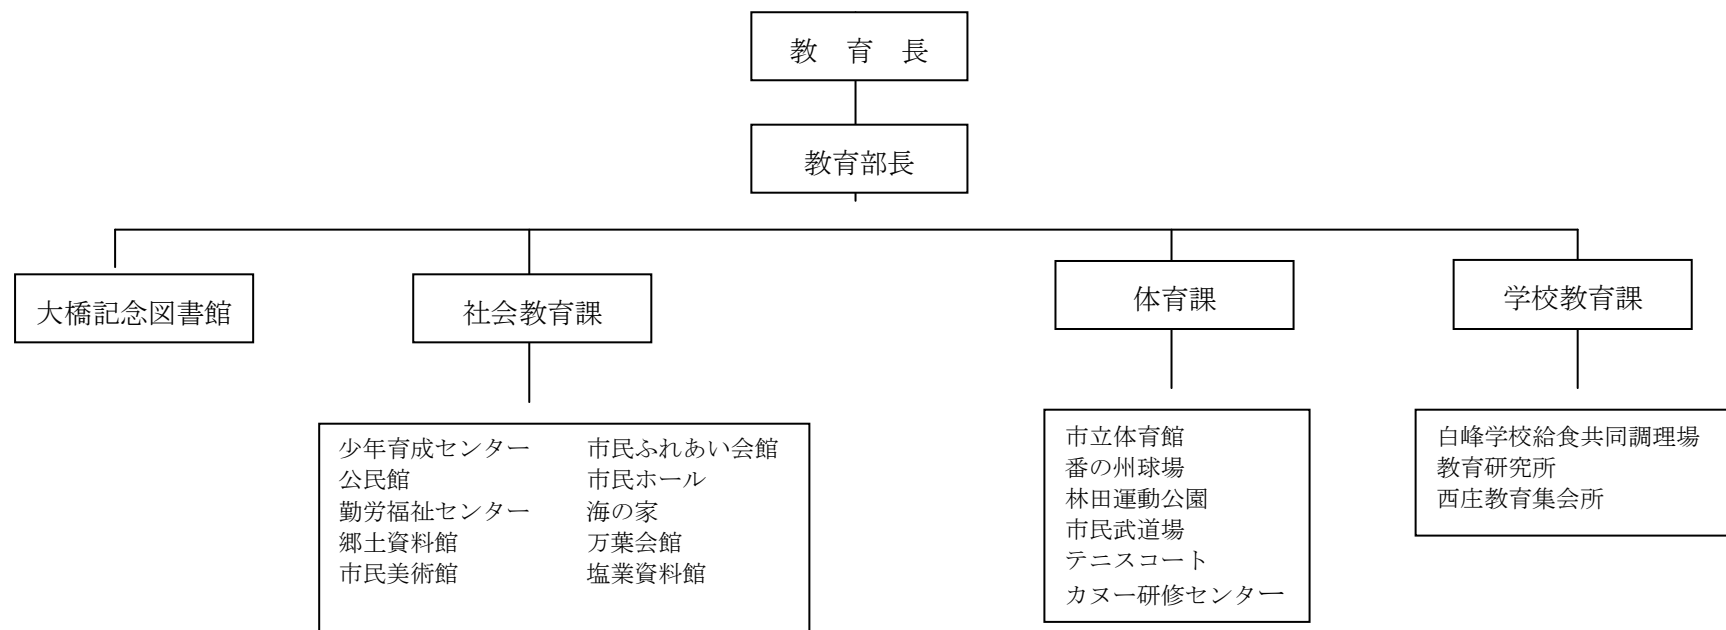 教　育　長
教育部長
大橋記念図書館
社会教育課
体育課
学校教育課
少年育成センター
公民館
勤労福祉センター
郷土資料館
市民美術館
市民ふれあい会館
市民ホール
海の家
万葉会館
塩業資料館
市立体育館
番の州球場
林田運動公園
市民武道場
テニスコート
カヌー研修センター
白峰学校給食共同調理場
教育研究所
西庄教育集会所